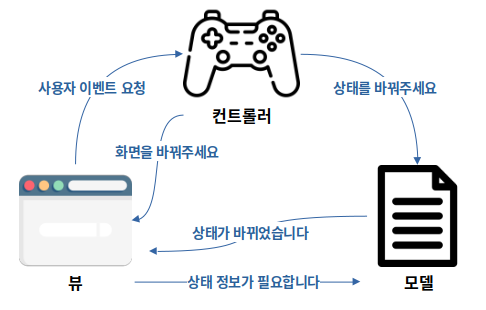 사용자 이벤트 요청
상태를 바꿔주세요
컨트롤러
화면을 바꿔주세요
상태가 바뀌었습니다
상태 정보가 필요합니다
뷰
모델